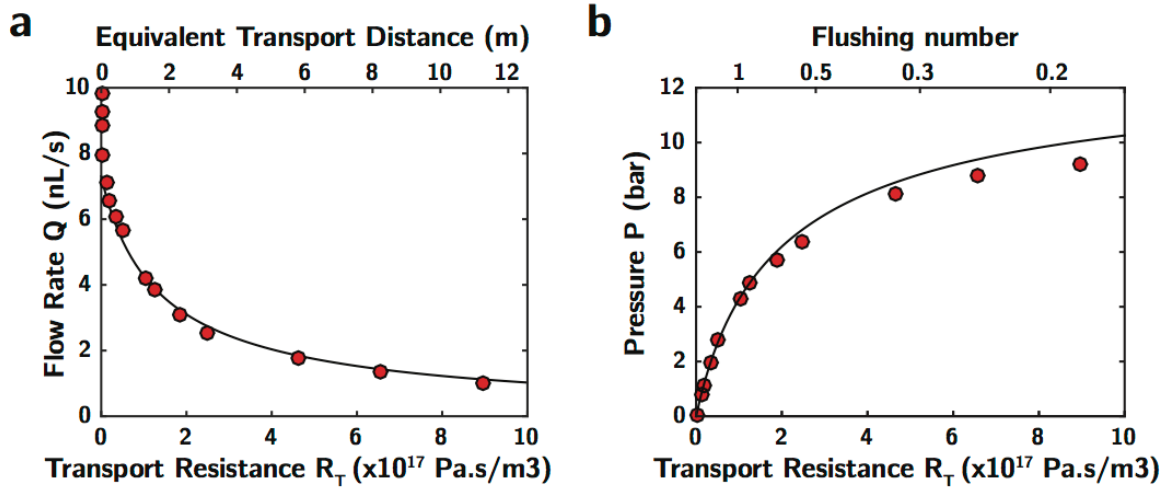 a
Equivalent Transport Distance (m)
0 2 4 6 8 10 12
10
8
6
4
2
0
Flow Rate Q (nL/s)
0 2 4 6 8 10
Transport Resistance R_T (x10^17 Pa.s/m3)
b
Flushing number
1 0.5 0.3 0.2
12
10
8
6
4
2
0
Pressure P (bar)
0 2 4 6 8 10
Transport Resistance R_T (x10^17 Pa.s/m3)